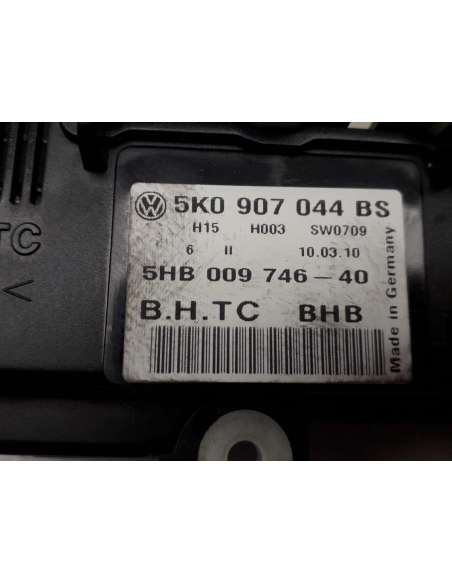 5K0 907 044 BS
H15 H003 SW0709
6 II 10.03.10
5HB 009 746-40
B.H.TC BHB
Made in Germany
TC
<